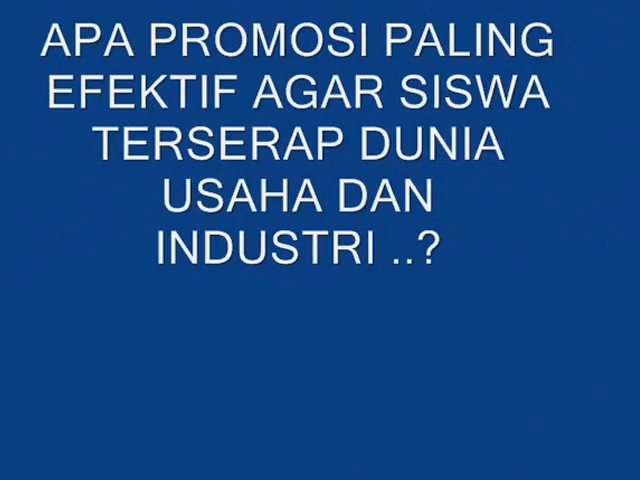 APA PROMOSI PALING
EFEKTIF AGAR SISWA
TERSERAP DUNIA
USAHA DAN
INDUSTRI ..?